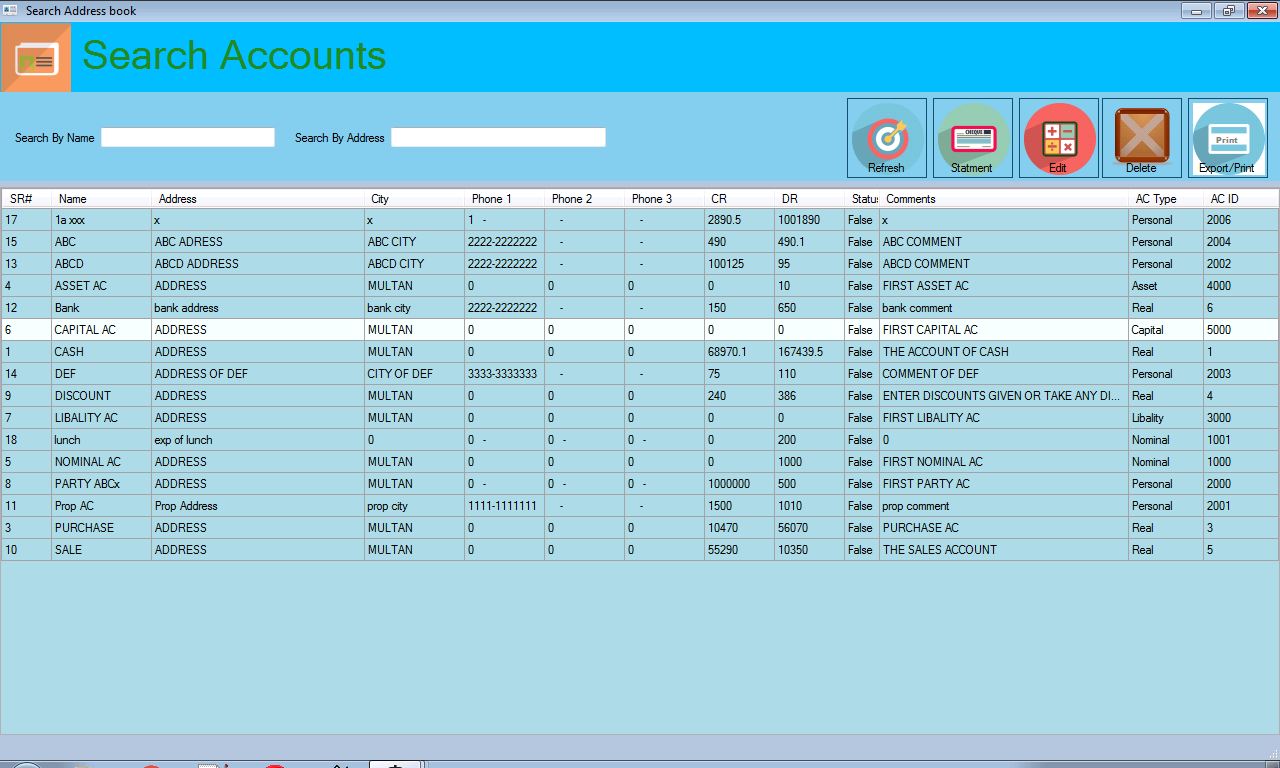 Search Address book
Search Accounts
Search By Name Search By Address Refresh Statment Edit Delete Print Export/Print
CHEQUE
SR# Name Address City Phone 1 Phone 2 Phone 3 CR DR Status Comments AC Type AC ID
17 1a xxx x x 1 - - - 2890.5 1001890 False x Personal 2006
15 ABC ABC ADRESS ABC CITY 2222-2222222 - - 490 490.1 False ABC COMMENT Personal 2004
13 ABCD ABCD ADDRESS ABCD CITY 2222-2222222 - - 100125 95 False ABCD COMMENT Personal 2002
4 ASSET AC ADDRESS MULTAN 0 0 0 0 10 False FIRST ASSET AC Asset 4000
12 Bank bank address bank city 2222-2222222 - - 150 650 False bank comment Real 6
6 CAPITAL AC ADDRESS MULTAN 0 0 0 0 0 False FIRST CAPITAL AC Capital 5000
1 CASH ADDRESS MULTAN 0 0 0 68970.1 167439.5 False THE ACCOUNT OF CASH Real 1
14 DEF ADDRESS OF DEF CITY OF DEF 3333-3333333 - - 75 110 False COMMENT OF DEF Personal 2003
9 DISCOUNT ADDRESS MULTAN 0 0 0 240 386 False ENTER DISCOUNTS GIVEN OR TAKE ANY DI... Real 4
7 LIBALITY AC ADDRESS MULTAN 0 0 0 0 0 False FIRST LIBALITY AC Libality 3000
18 lunch exp of lunch 0 0 - 0 - 0 - 0 200 False 0 Nominal 1001
5 NOMINAL AC ADDRESS MULTAN 0 0 0 0 1000 False FIRST NOMINAL AC Nominal 1000
8 PARTY ABCx ADDRESS MULTAN 0 - 0 - 0 - 1000000 500 False FIRST PARTY AC Personal 2000
11 Prop AC Prop Address prop city 1111-1111111 - - 1500 1010 False prop comment Personal 2001
3 PURCHASE ADDRESS MULTAN 0 0 0 10470 56070 False PURCHASE AC Real 3
10 SALE ADDRESS MULTAN 0 0 0 55290 10350 False THE SALES ACCOUNT Real 5